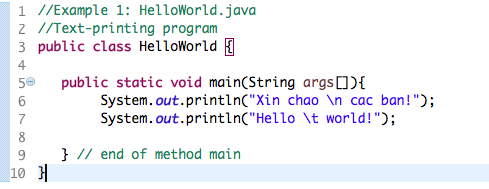 1 //Example 1: HelloWorld.java
2 //Text-printing program
3 public class HelloWorld {
4
5 public static void main(String args[]){
6 System.out.println("Xin chao \n cac ban!");
7 System.out.println("Hello \t world!");
8
9 } // end of method main
10 }